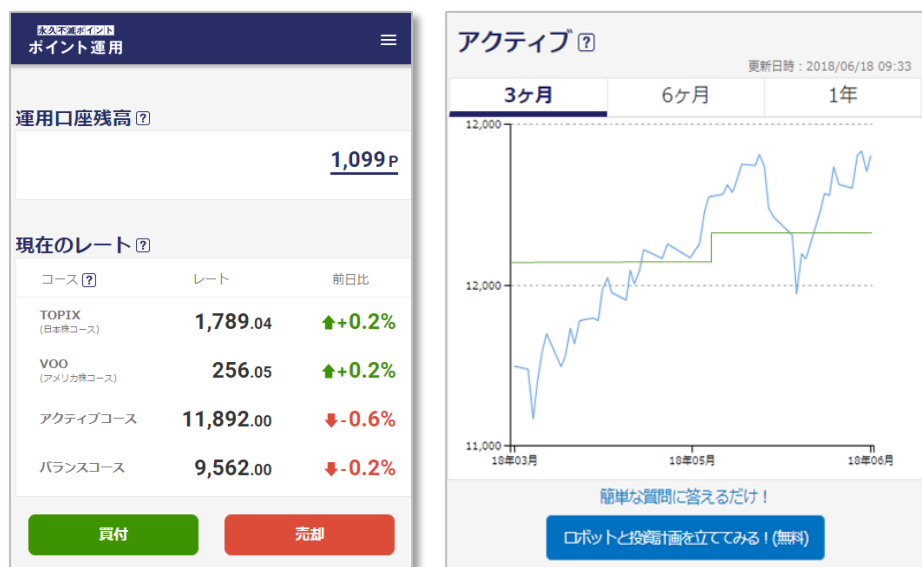 永久不滅ポイント
ポイント運用
運用口座残高 ?
1,099 P
現在のレート ?
コース ? レート 前日比
TOPIX
(日本株コース)
1,789.04 +0.2%
VOO
(アメリカ株コース)
256.05 +0.2%
アクティブコース 11,892.00 -0.6%
バランスコース 9,562.00 -0.2%
買付 売却
アクティブ ?
更新日時：2018/06/18 09:33
3ヶ月 6ヶ月 1年
12,000
12,000
11,000
18年03月 18年05月 18年06月
簡単な質問に答えるだけ！
ロボットと投資計画を立ててみる！(無料)